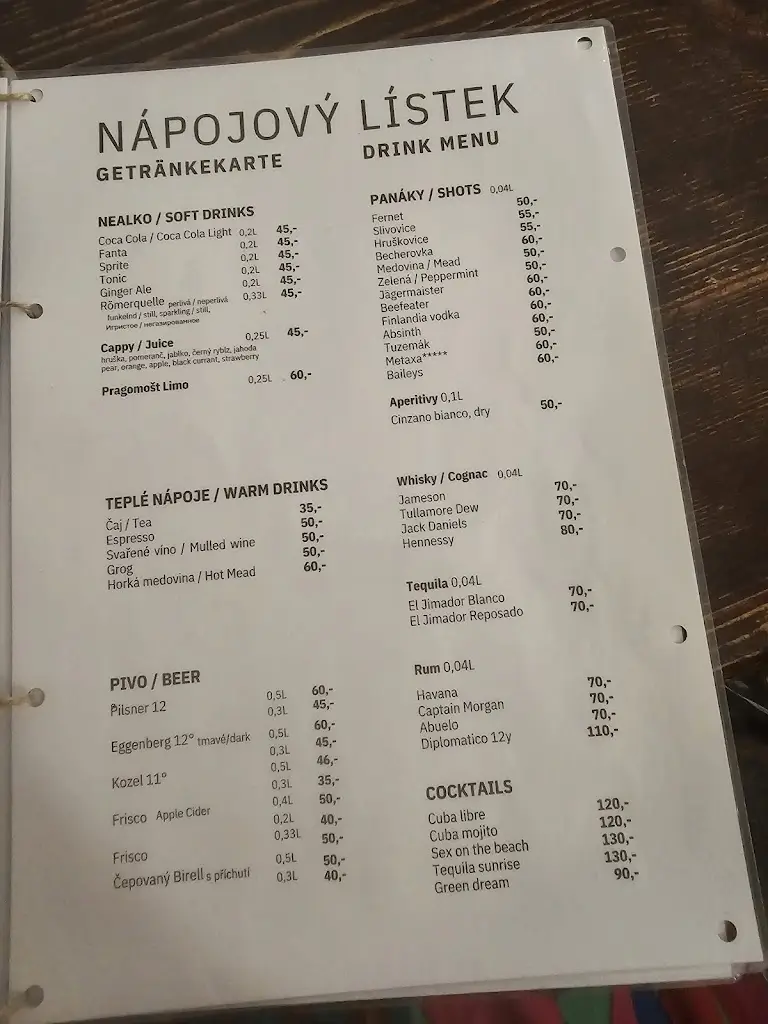 NÁPOJOVÝ LÍSTEK
GETRÄNKEKARTE DRINK MENU
NEALKO / SOFT DRINKS
Coca Cola / Coca Cola Light 0,2L 45,-
Fanta 0,2L 45,-
Sprite 0,2L 45,-
Tonic 0,2L 45,-
Ginger Ale 0,2L 45,-
Römerquelle perlivá / neperlivá 0,33L 45,-
funkelnd / still, sparkling / still,
Игристое / негазированное
Cappy / Juice 0,25L 45,-
hruška, pomeranč, jablko, černý rybíz, jahoda
pear, orange, apple, black currant, strawberry
Pragomošt Limo 0,25L 60,-
TEPLÉ NÁPOJE / WARM DRINKS
Čaj / Tea 35,-
Espresso 50,-
Svařené víno / Mulled wine 50,-
Grog 50,-
Horká medovina / Hot Mead 60,-
PIVO / BEER
Pilsner 12 0,5L 60,-
0,3L 45,-
Eggenberg 12° tmavé/dark 0,5L 60,-
0,3L 45,-
Kozel 11° 0,5L 46,-
0,3L 35,-
Frisco Apple Cider 0,4L 50,-
0,2L 40,-
Frisco 0,33L 50,-
Čepovaný Birell s příchutí 0,5L 50,-
0,3L 40,-
PANÁKY / SHOTS 0,04L
Fernet 50,-
Slivovice 55,-
Hruškovice 55,-
Becherovka 60,-
Medovina / Mead 50,-
Zelená / Peppermint 50,-
Jägermaister 60,-
Beefeater 60,-
Finlandia vodka 60,-
Absinth 60,-
Tuzemák 50,-
Metaxa***** 60,-
Baileys 60,-
Aperitivy 0,1L
Cinzano bianco, dry 50,-
Whisky / Cognac 0,04L
Jameson 70,-
Tullamore Dew 70,-
Jack Daniels 70,-
Hennessy 80,-
Tequila 0,04L
El Jimador Blanco 70,-
El Jimador Reposado 70,-
Rum 0,04L
Havana 70,-
Captain Morgan 70,-
Abuelo 70,-
Diplomatico 12y 110,-
COCKTAILS
Cuba libre 120,-
Cuba mojito 120,-
Sex on the beach 130,-
Tequila sunrise 130,-
Green dream 90,-